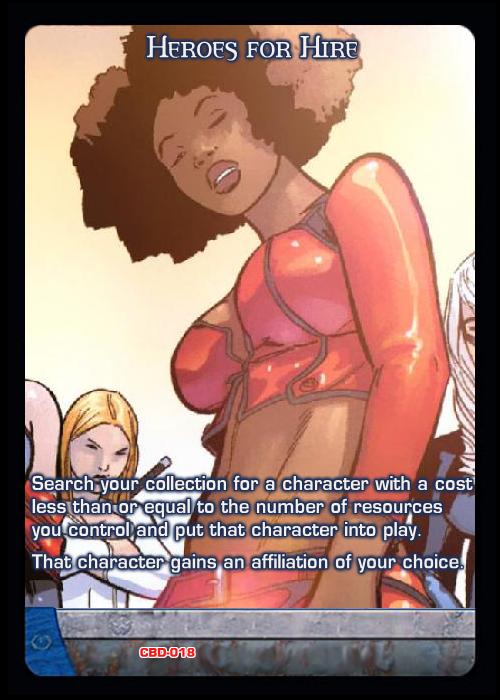 Heroes for Hire
Search your collection for a character with a cost
less than or equal to the number of resources
you control and put that character into play.
That character gains an affiliation of your choice.
CBD-018